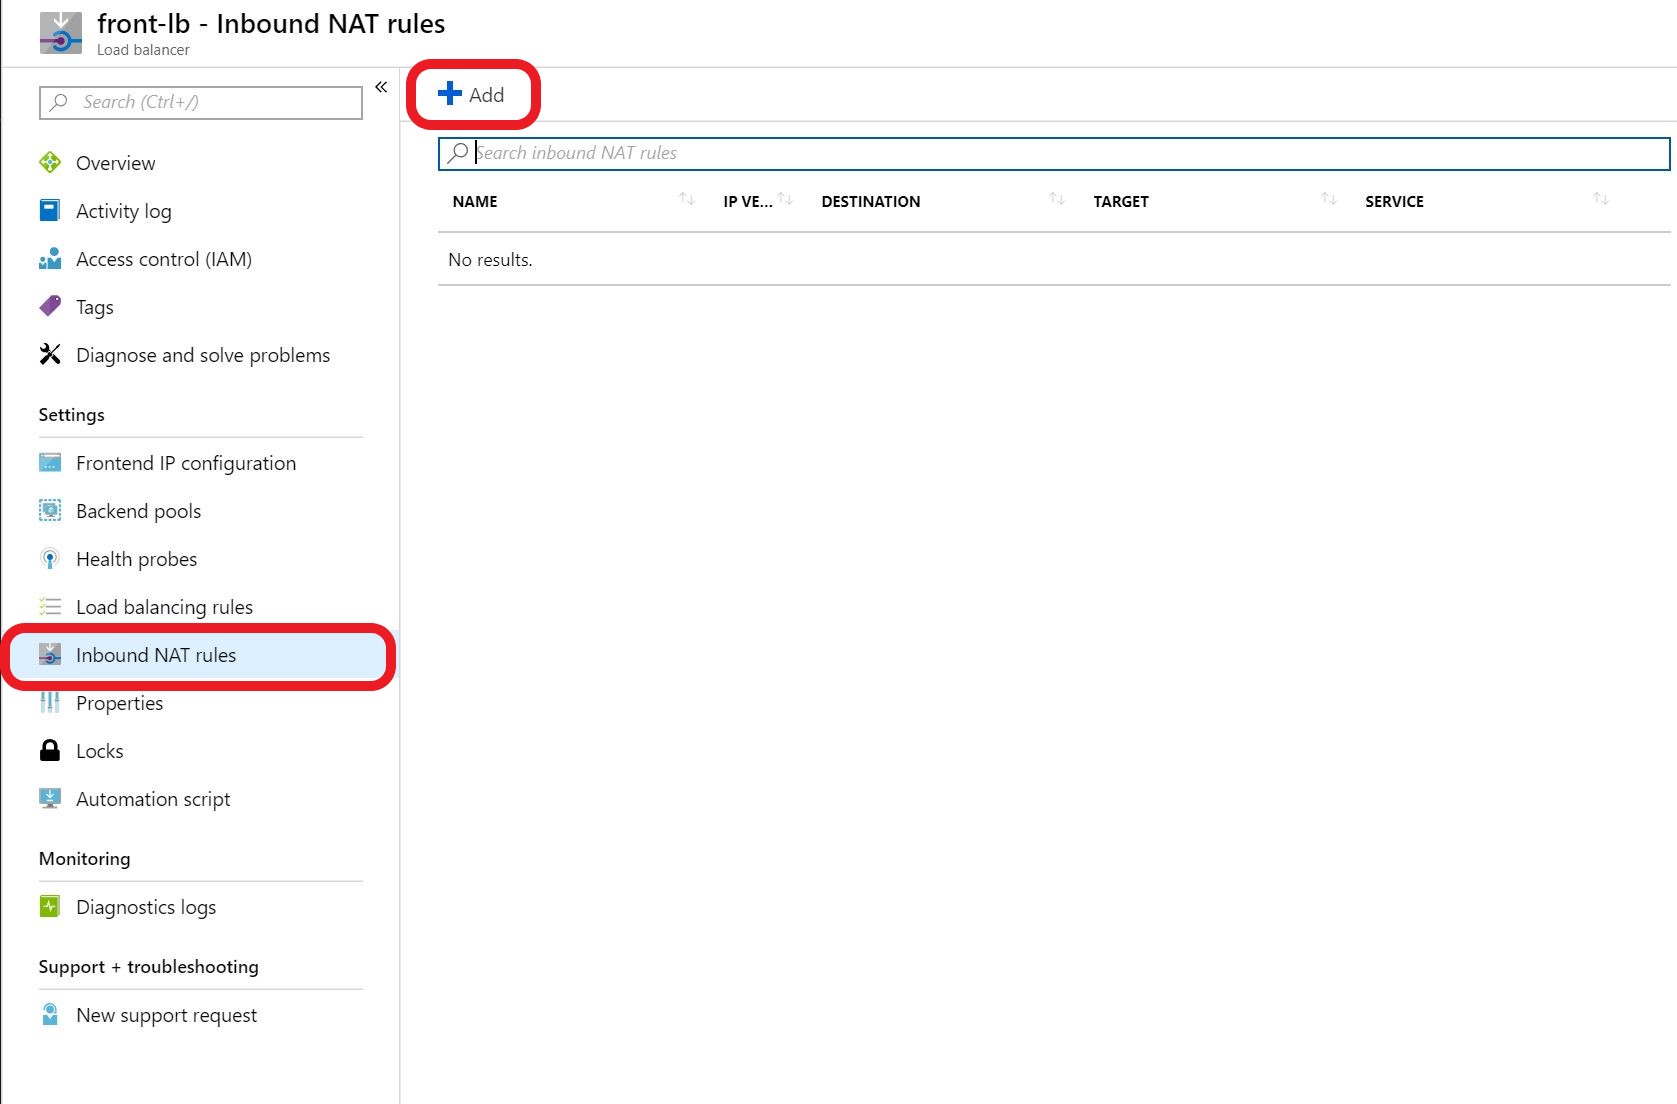 front-lb - Inbound NAT rules
Load balancer
Search (Ctrl+/)
«
Add
Search inbound NAT rules
NAME IP VE... DESTINATION TARGET SERVICE
No results.
Overview
Activity log
Access control (IAM)
Tags
Diagnose and solve problems
Settings
Frontend IP configuration
Backend pools
Health probes
Load balancing rules
Inbound NAT rules
Properties
Locks
Automation script
Monitoring
Diagnostics logs
Support + troubleshooting
New support request